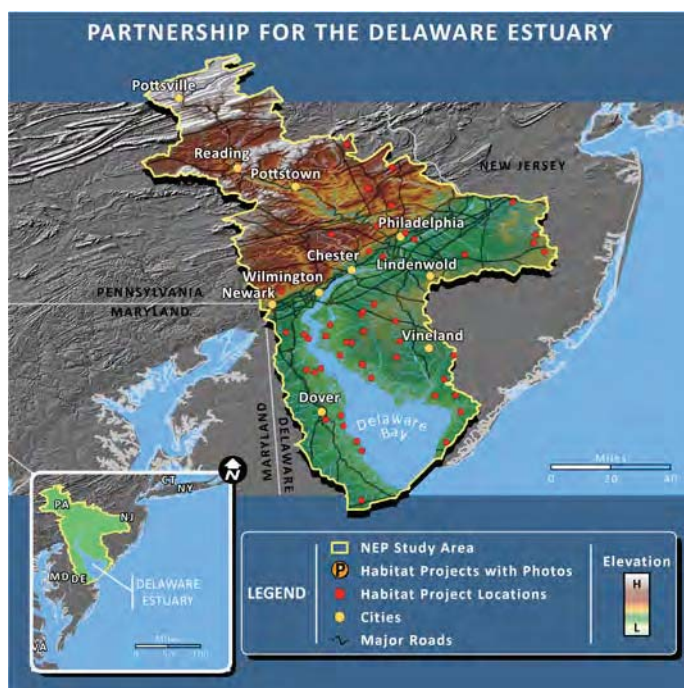 PARTNERSHIP FOR THE DELAWARE ESTUARY
Pottsville
Reading
Pottstown
NEW JERSEY
Philadelphia
Chester
Lindenwold
Wilmington
Newark
PENNSYLVANIA
MARYLAND
Vineland
Dover
Delaware
Bay
MARYLAND
DELAWARE
Miles
0 20 40
N
CT
NY
PA
NJ
MD
DE
DELAWARE
ESTUARY
VA
Miles
LEGEND
NEP Study Area
P
Habitat Projects with Photos
Habitat Project Locations
Cities
Major Roads
Elevation
H
L